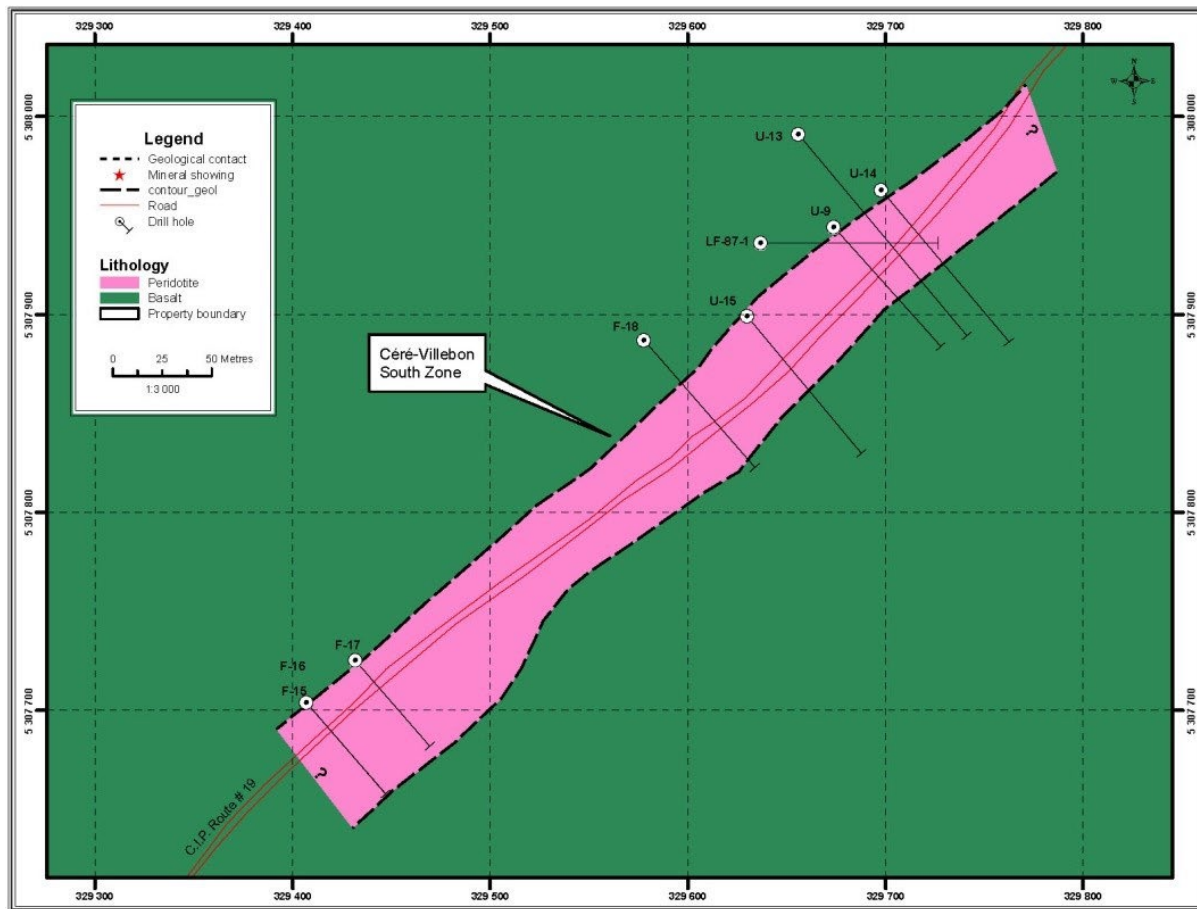 329 300
329 400
329 500
329 600
329 700
329 800
N
W
E
S
5 308 000
5 308 000
Legend
Geological contact
Mineral showing
contour_geol
Road
Drill hole
Lithology
Peridotite
Basalt
Property boundary
0 25 50 Metres
1:3 000
U-13
U-14
U-9
LF-87-1
U-15
F-18
?
5 307 900
5 307 900
Céré-Villebon
South Zone
5 307 800
5 307 800
F-17
F-16
F-15
5 307 700
5 307 700
?
C.I.P. Route # 19
329 300
329 400
329 500
329 600
329 700
329 800